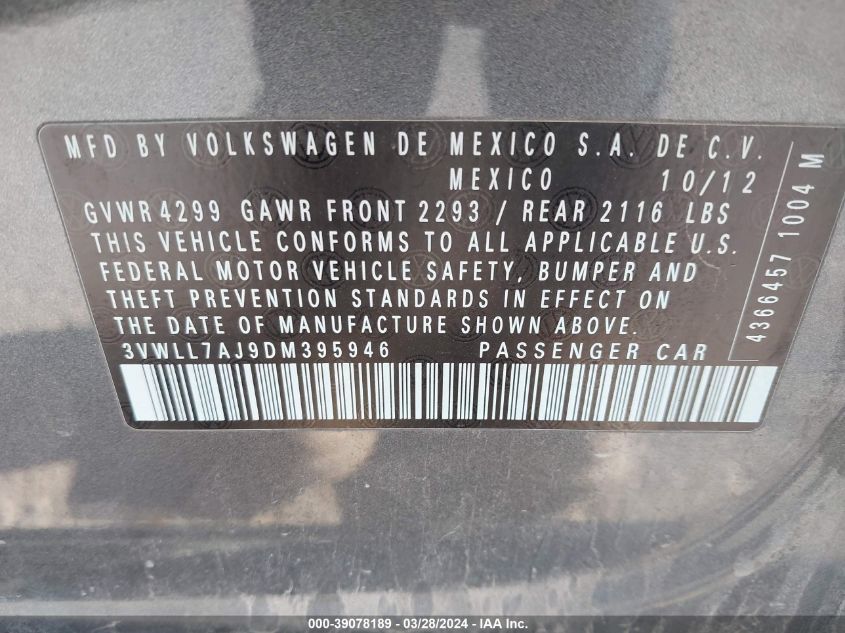 MFD BY VOLKSWAGEN DE MEXICO S.A. DE C.V.
MEXICO 10/12
GVWR 4299 GAWR FRONT 2293 / REAR 2116 LBS
THIS VEHICLE CONFORMS TO ALL APPLICABLE U.S.
FEDERAL MOTOR VEHICLE SAFETY, BUMPER AND
THEFT PREVENTION STANDARDS IN EFFECT ON
THE DATE OF MANUFACTURE SHOWN ABOVE.
3VWLL7AJ9DM395946 PASSENGER CAR
4366457 1004 M
000-39078189 - 03/28/2024 - IAA Inc.